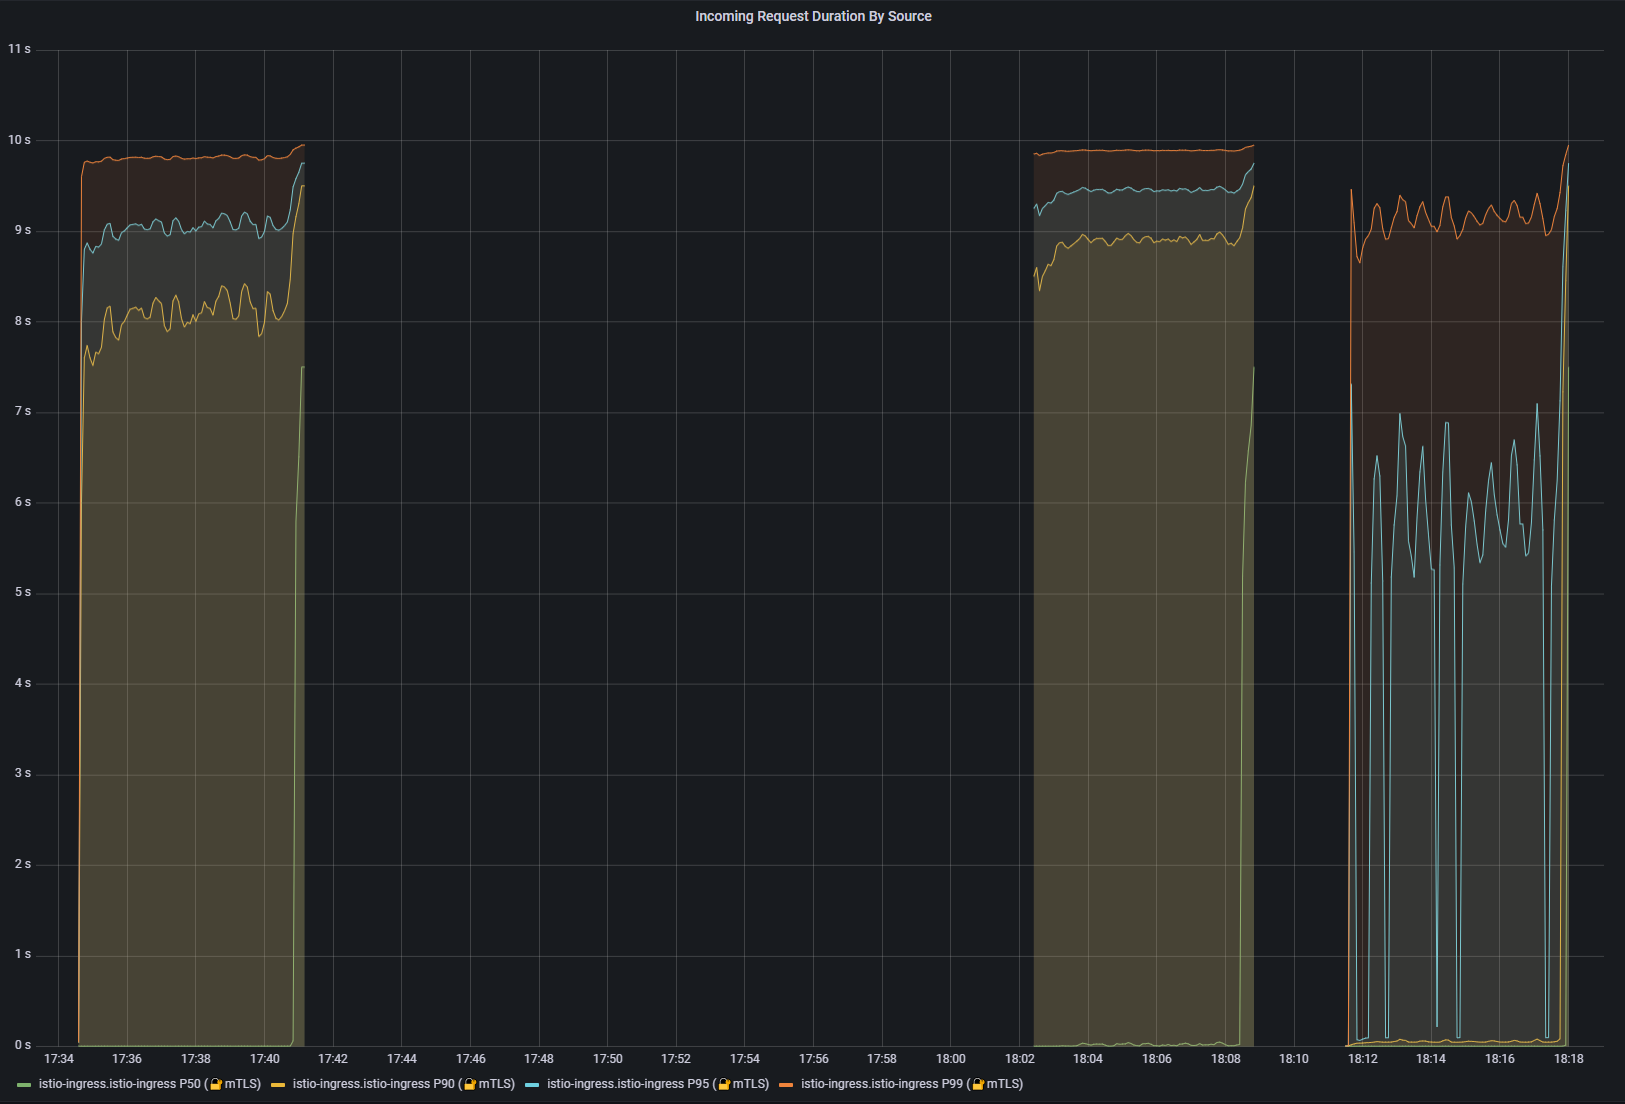 Incoming Request Duration By Source
11 s
10 s
9 s
8 s
7 s
6 s
5 s
4 s
3 s
2 s
1 s
0 s
17:34 17:36 17:38 17:40 17:42 17:44 17:46 17:48 17:50 17:52 17:54 17:56 17:58 18:00 18:02 18:04 18:06 18:08 18:10 18:12 18:14 18:16 18:18
istio-ingress.istio-ingress P50 (🔐mTLS) istio-ingress.istio-ingress P90 (🔐mTLS) istio-ingress.istio-ingress P95 (🔐mTLS) istio-ingress.istio-ingress P99 (🔐mTLS)